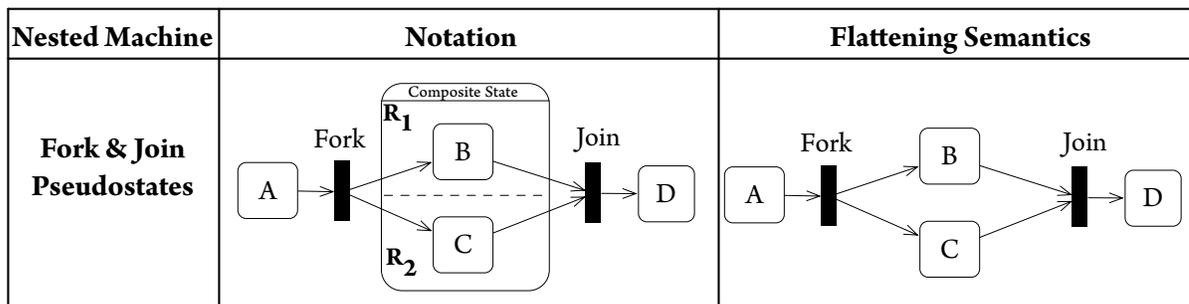 Nested Machine
Notation
Flattening Semantics
Fork & Join
Pseudostates
Composite State
R1
Fork
B
Join
A
D
C
R2
Fork
B
Join
A
D
C